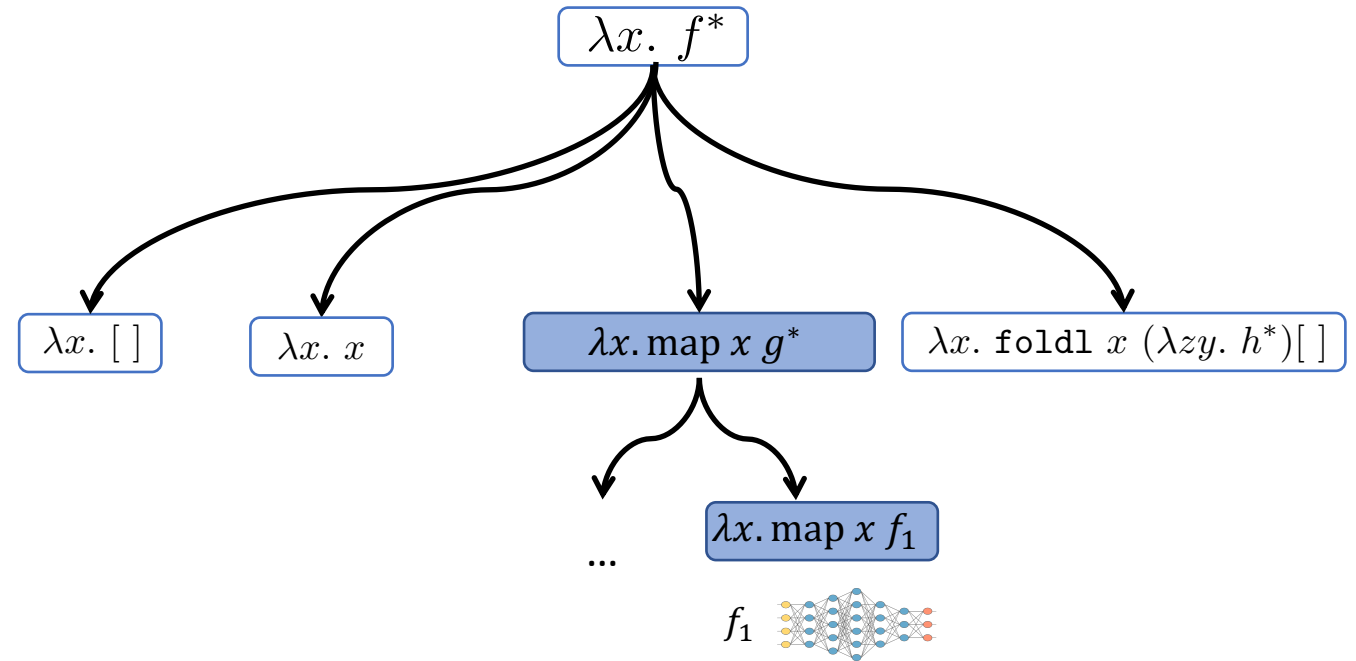 λx. f*
λx. [ ]
λx. x
λx. map x g*
λx. foldl x (λzy. h*)[ ]
...
λx. map x f₁
f₁